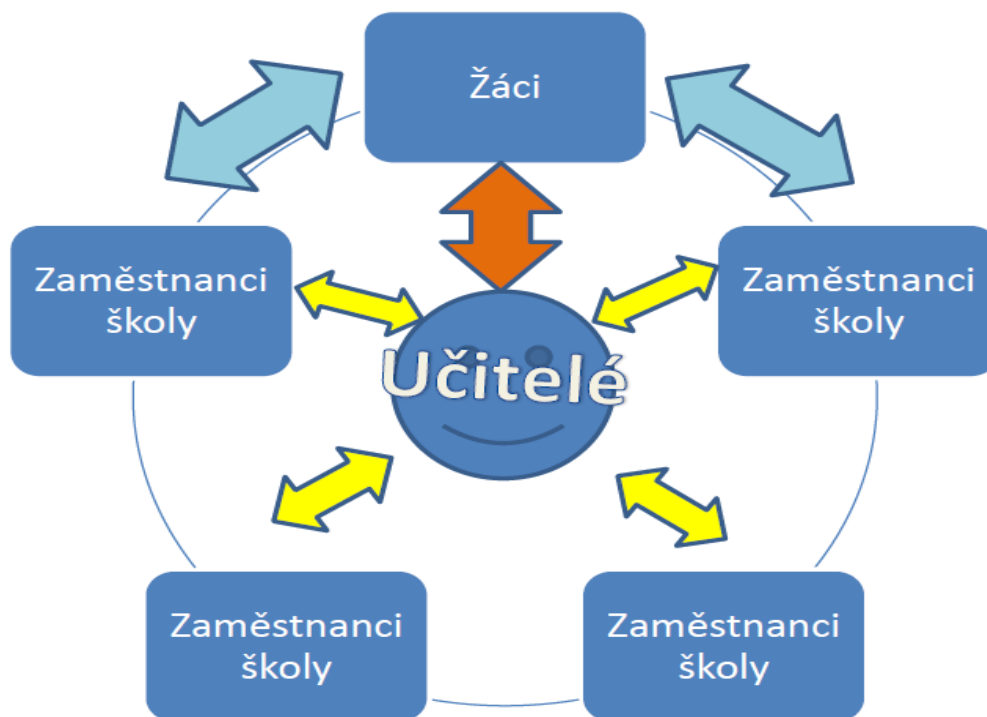 Žáci
Zaměstnanci
školy
Zaměstnanci
školy
Učitelé
Zaměstnanci
školy
Zaměstnanci
školy